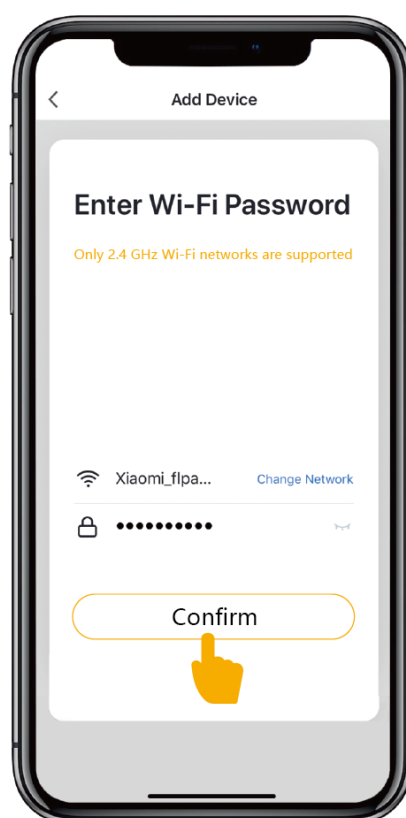 Add Device
Enter Wi-Fi Password
Only 2.4 GHz Wi-Fi networks are supported
Xiaomi_flpa... Change Network
••••••••••
Confirm